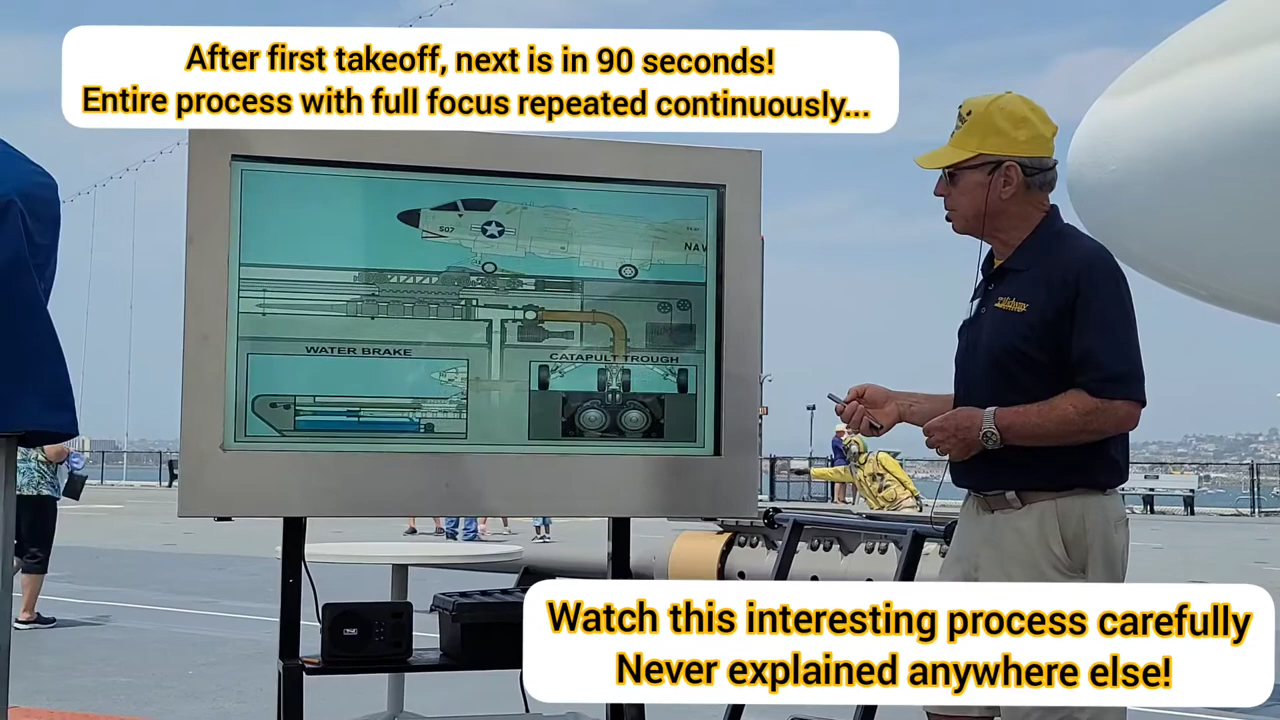 After first takeoff, next is in 90 seconds!
Entire process with full focus repeated continuously...
507
NAV
WATER BRAKE
CATAPULT TROUGH
Midway
Watch this interesting process carefully
Never explained anywhere else!